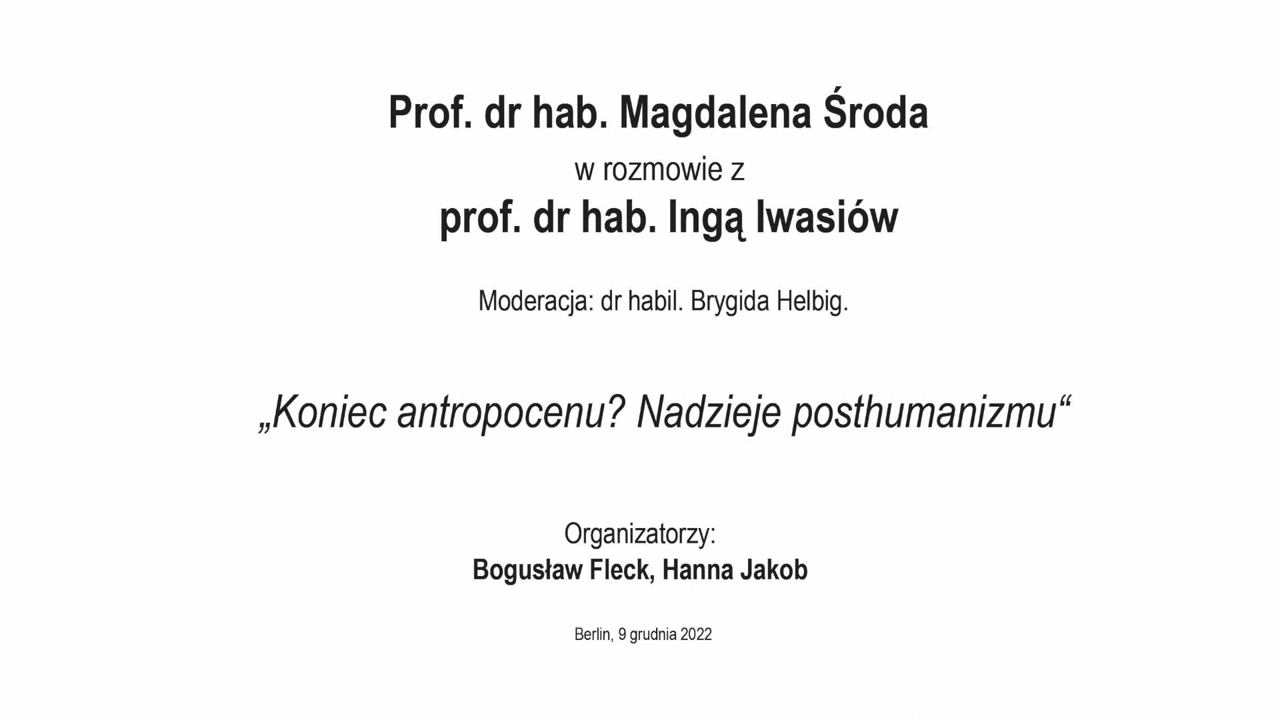 Prof. dr hab. Magdalena Środa
w rozmowie z
prof. dr hab. Ingą Iwasiów
Moderacja: dr habil. Brygida Helbig.
„Koniec antropocenu? Nadzieje posthumanizmu“
Organizatorzy:
Bogusław Fleck, Hanna Jakob
Berlin, 9 grudnia 2022